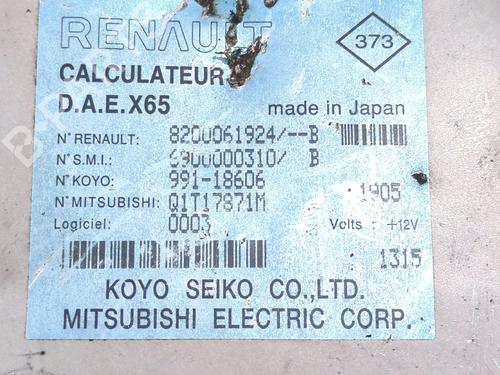 RENAULT
373
CALCULATEUR
D.A.E.X65
made in Japan
N° RENAULT: 8200061924/--B
N° S.M.I.: 6900000310/ B
N° KOYO: 991-18606
1905
N° MITSUBISHI: Q1T17871M
Logiciel: 0003 Volts : +12V
1315
KOYO SEIKO CO.,LTD.
MITSUBISHI ELECTRIC CORP.